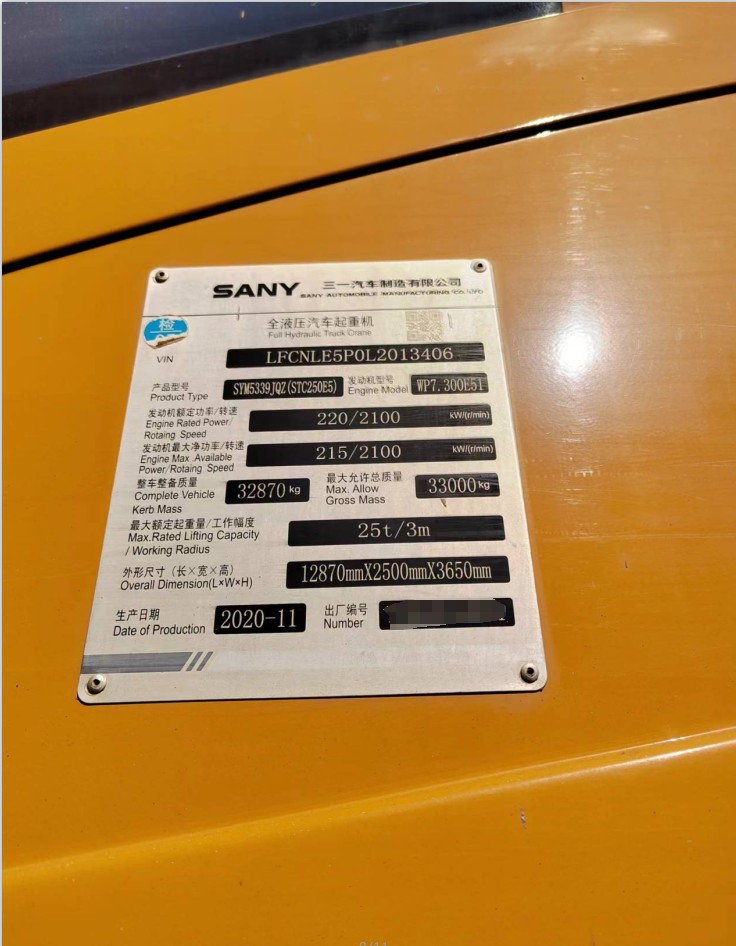 SANY 三一汽车制造有限公司
SANY AUTOMOBILE MANUFACTURING CO.,LTD
全液压汽车起重机
Full Hydraulic Truck Crane
检
VIN LFCNLE5P0L2013406
产品型号 SYM5339JQZ(STC250E5) 发动机型号 WP7.300E51
Product Type Engine Model
发动机额定功率/转速
Engine Rated Power/ 220/2100 kW/(r/min)
Rotaing Speed
发动机最大净功率/转速
Engine Max .Available 215/2100 kW/(r/min)
Power/Rotaing Speed
整车整备质量 最大允许总质量
Complete Vehicle 32870 kg Max. Allow 33000 kg
Kerb Mass Gross Mass
最大额定起重量/工作幅度
Max.Rated Lifting Capacity 25t/3m
/ Working Radius
外形尺寸（长×宽×高） 12870mmX2500mmX3650mm
Overall Dimension(L×W×H)
生产日期 2020-11 出厂编号
Date of Production Number